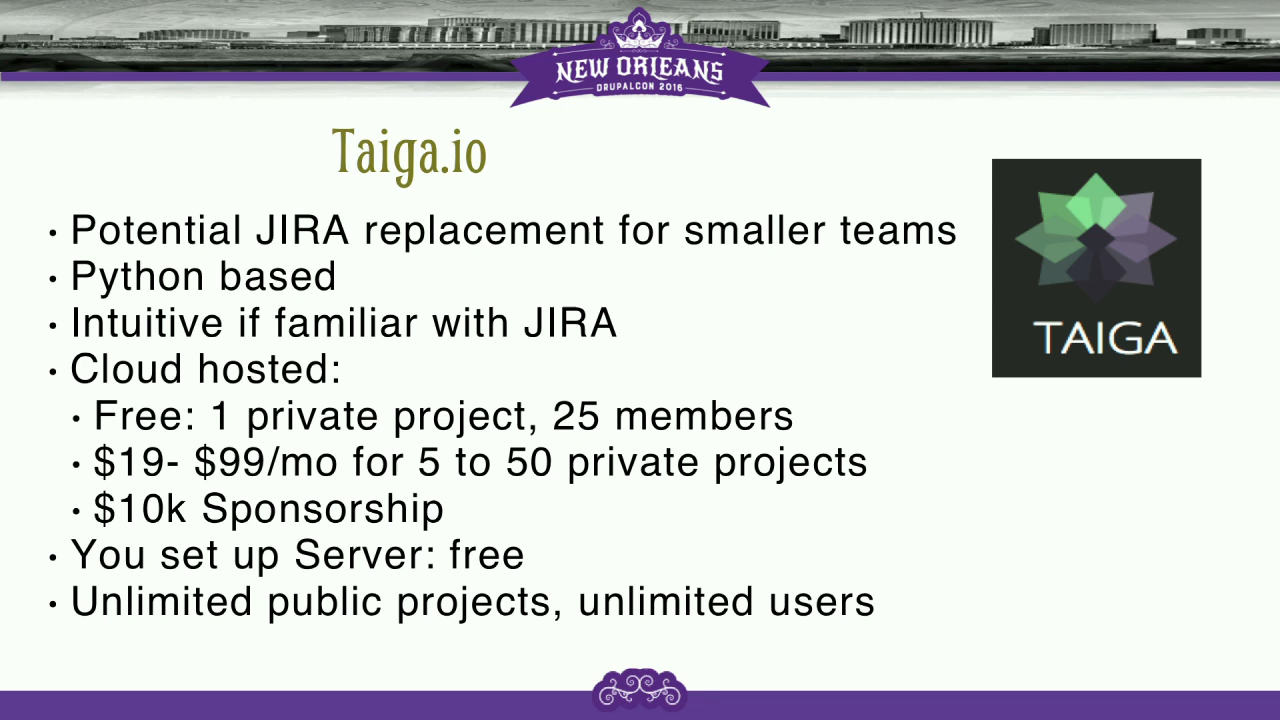 NEW ORLEANS
DRUPALCON 2016
Taiga.io
• Potential JIRA replacement for smaller teams
• Python based
• Intuitive if familiar with JIRA
• Cloud hosted:
• Free: 1 private project, 25 members
• $19- $99/mo for 5 to 50 private projects
• $10k Sponsorship
• You set up Server: free
• Unlimited public projects, unlimited users
TAIGA